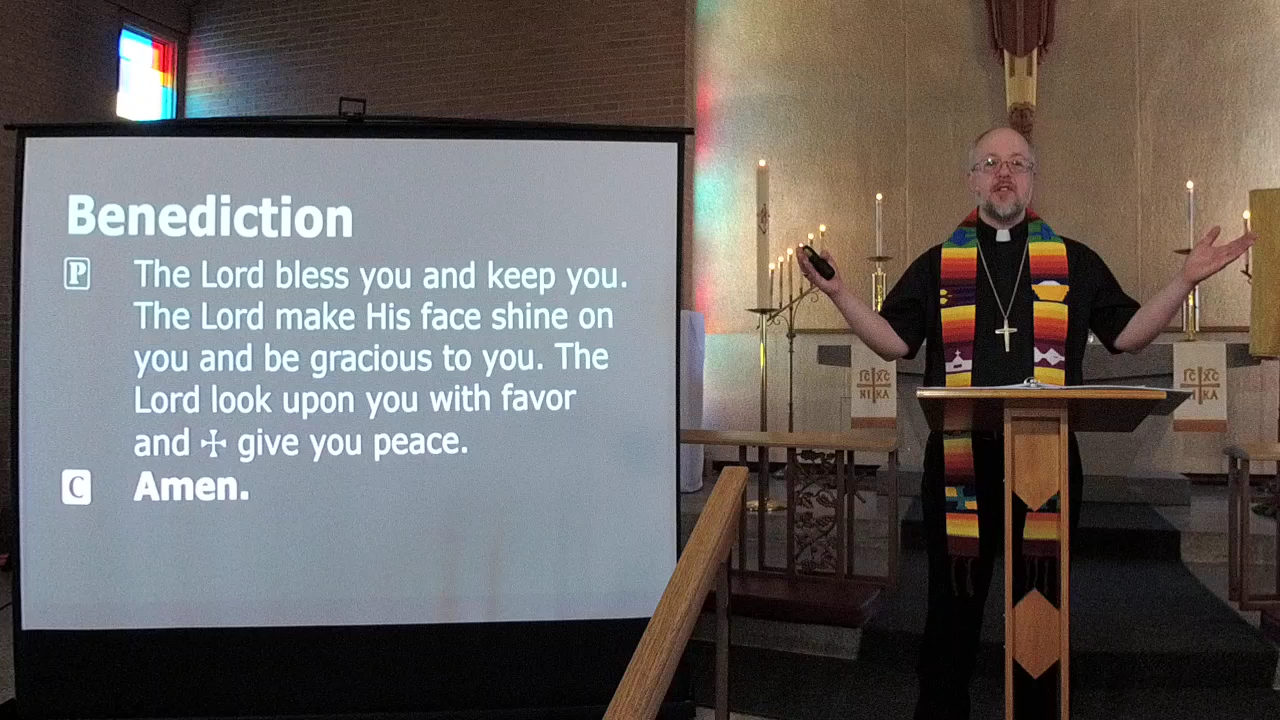 Benediction
P The Lord bless you and keep you.
The Lord make His face shine on
you and be gracious to you. The
Lord look upon you with favor
and ☩ give you peace.
C Amen.
IC XC
NI KA
IC XC
NI KA